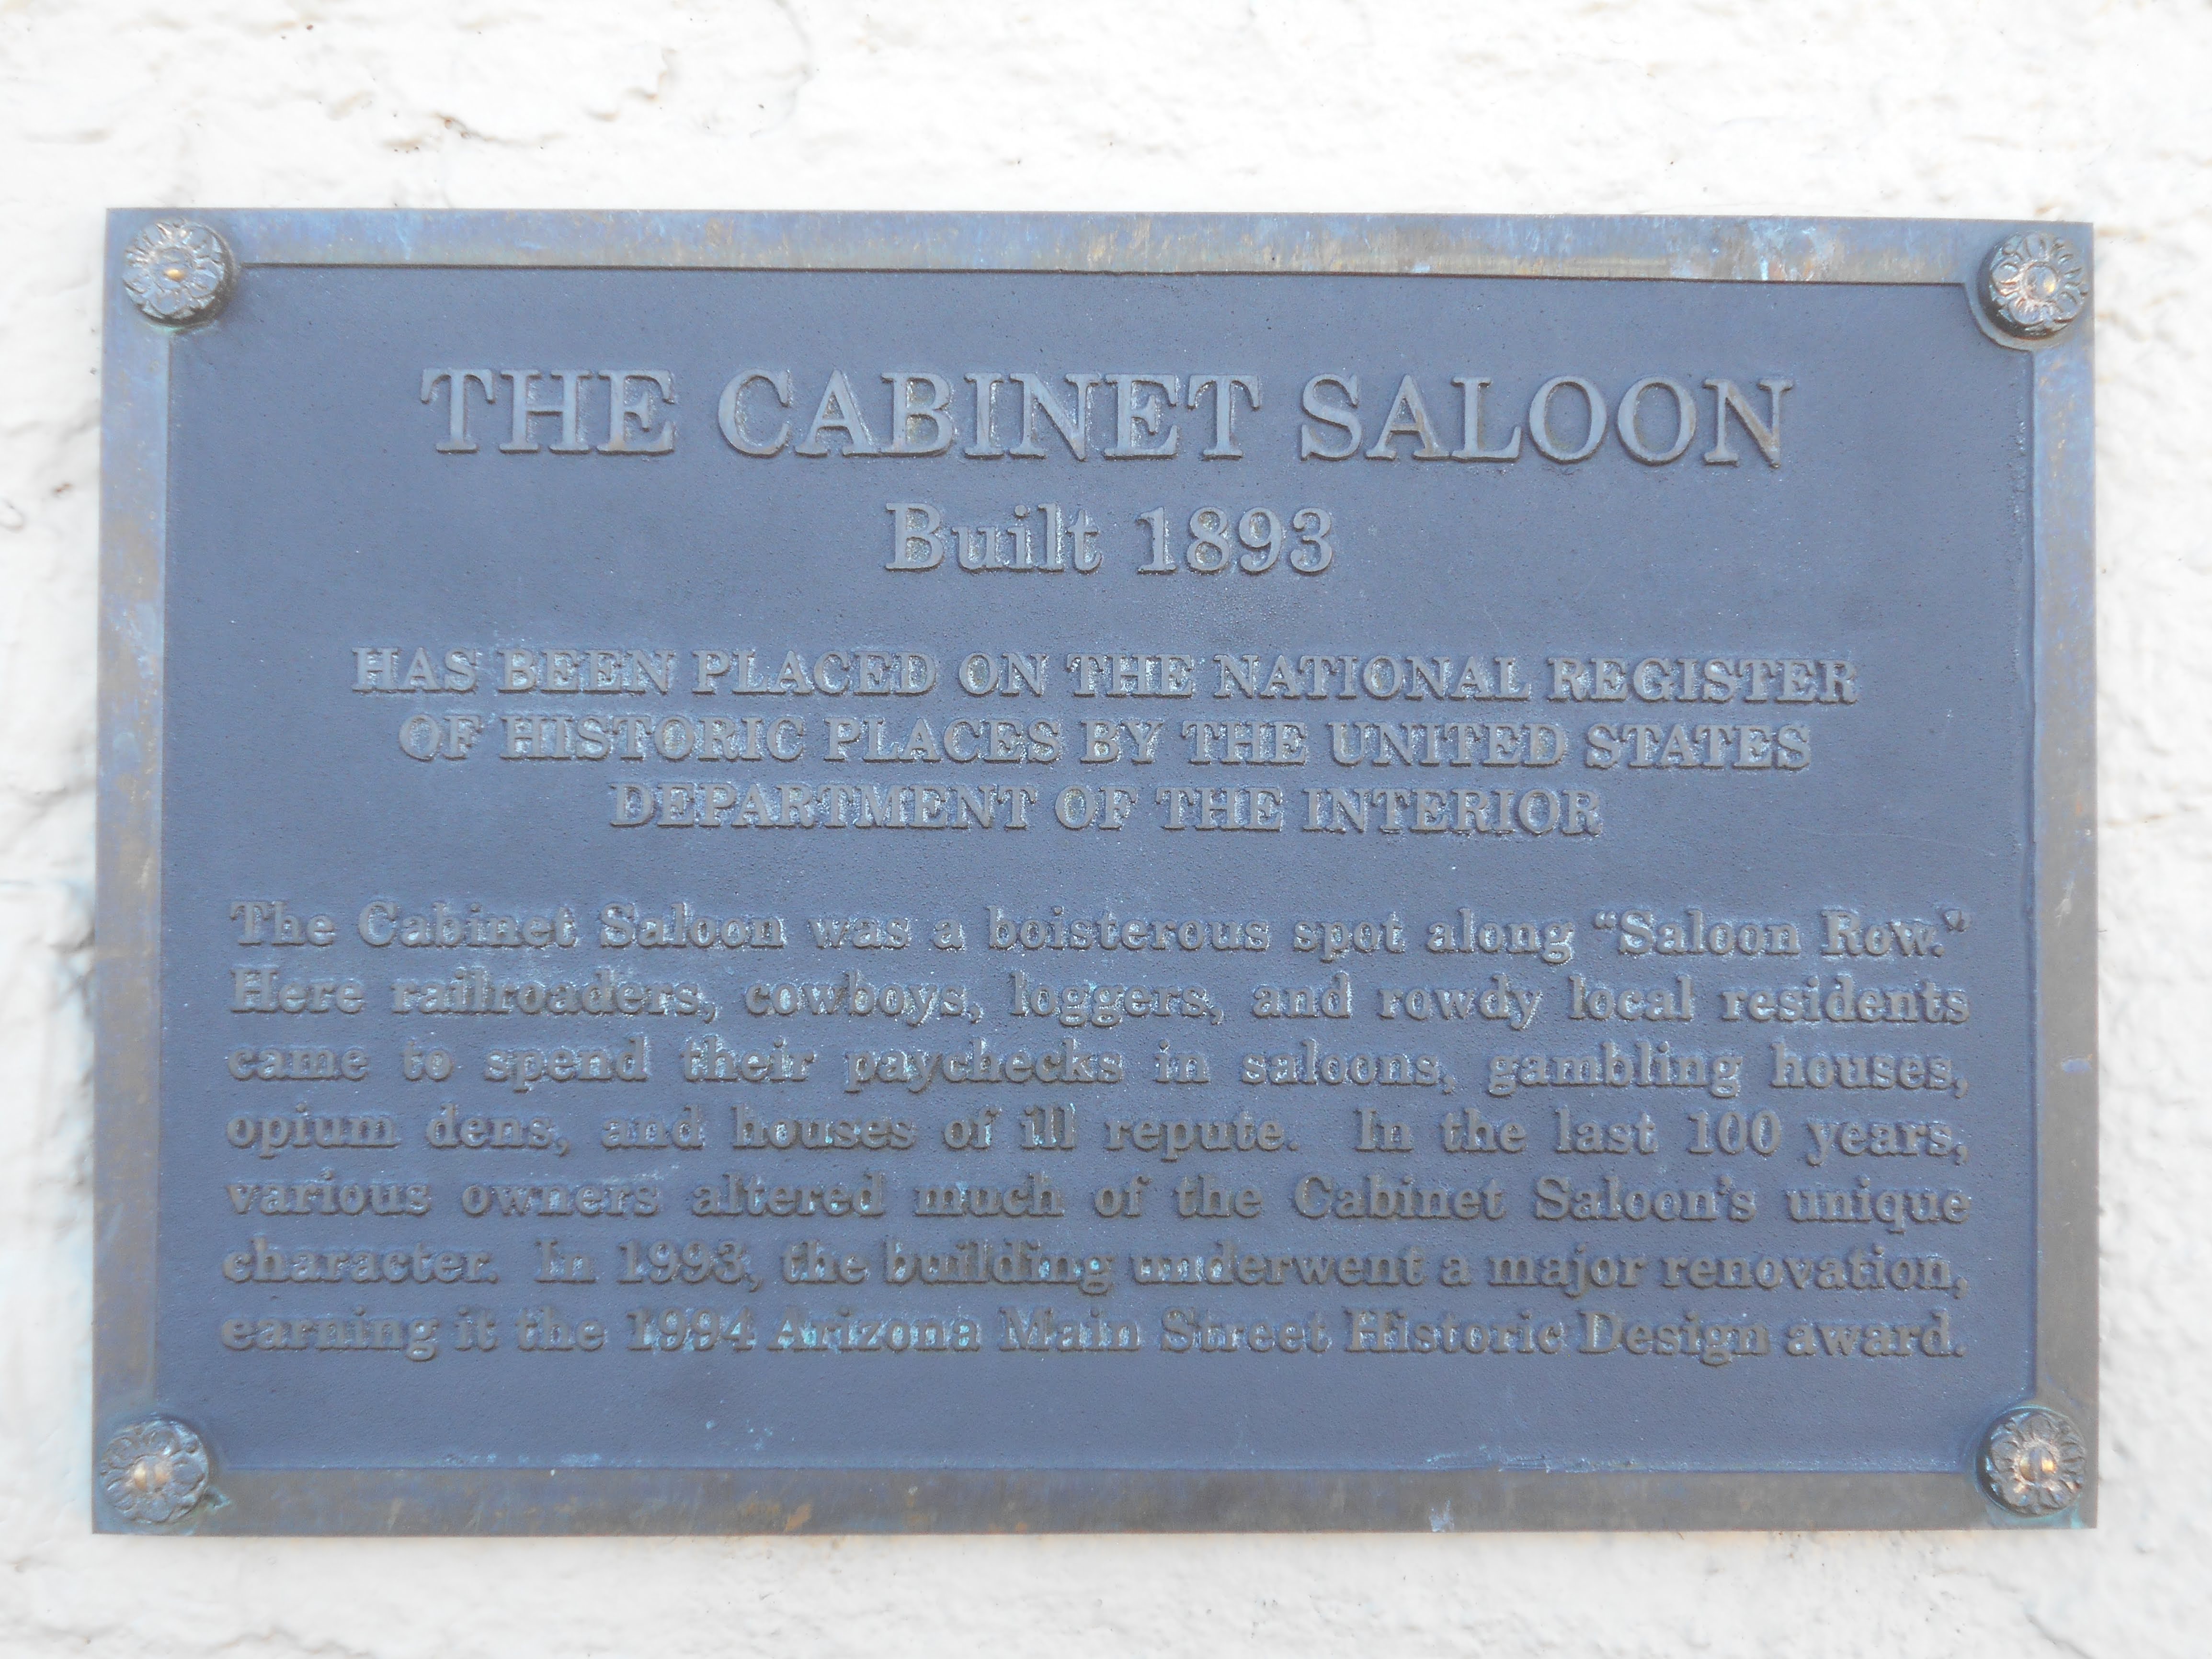 THE CABINET SALOON
Built 1893
HAS BEEN PLACED ON THE NATIONAL REGISTER
OF HISTORIC PLACES BY THE UNITED STATES
DEPARTMENT OF THE INTERIOR
The Cabinet Saloon was a boisterous spot along “Saloon Row.”
Here railroaders, cowboys, loggers, and rowdy local residents
came to spend their paychecks in saloons, gambling houses,
opium dens, and houses of ill repute. In the last 100 years,
various owners altered much of the Cabinet Saloon's unique
character. In 1993, the building underwent a major renovation,
earning it the 1994 Arizona Main Street Historic Design award.